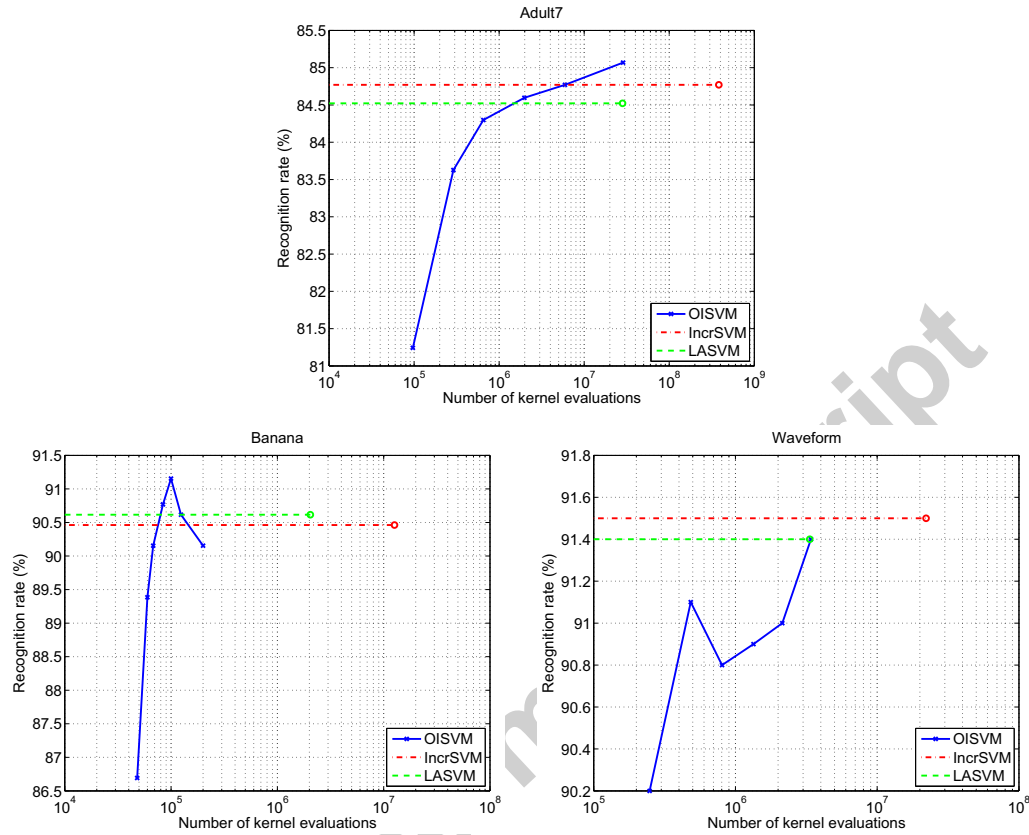 Adult7
85.5
85
84.5
84
83.5
83
82.5
82
81.5
81
Recognition rate (%)
10^4 10^5 10^6 10^7 10^8 10^9
Number of kernel evaluations
OISVM
IncrSVM
LASVM
Banana
91.5
91
90.5
90
89.5
89
88.5
88
87.5
87
86.5
Recognition rate (%)
10^4 10^5 10^6 10^7 10^8
Number of kernel evaluations
OISVM
IncrSVM
LASVM
Waveform
91.8
91.6
91.4
91.2
91
90.8
90.6
90.4
90.2
Recognition rate (%)
10^5 10^6 10^7 10^8
Number of kernel evaluations
OISVM
IncrSVM
LASVM